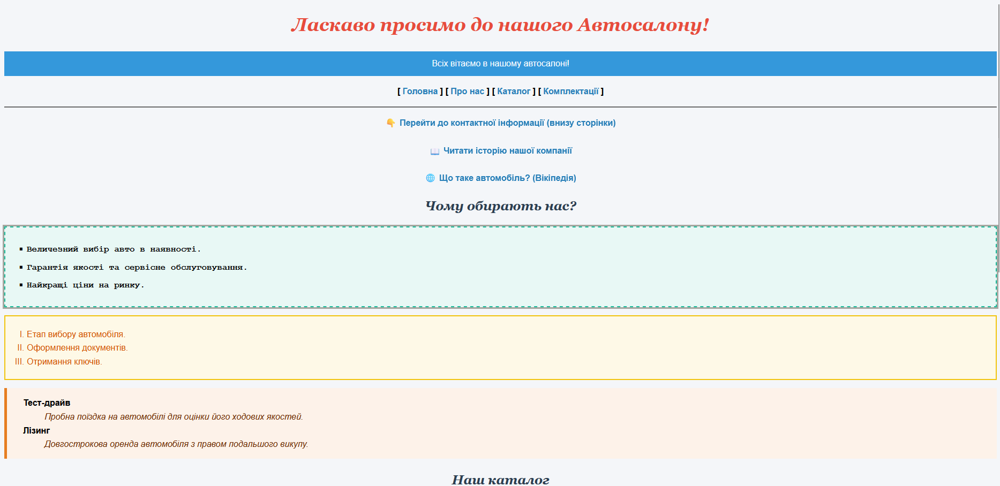 Ласкаво просимо до нашого Автосалону!
Всіх вітаємо в нашому автосалоні!
[ Головна ] [ Про нас ] [ Каталог ] [ Комплектації ]
👇 Перейти до контактної інформації (внизу сторінки)
📖 Читати історію нашої компанії
🌐 Що таке автомобіль? (Вікіпедія)
Чому обирають нас?
▪ Величезний вибір авто в наявності.
▪ Гарантія якості та сервісне обслуговування.
▪ Найкращі ціни на ринку.
I. Етап вибору автомобіля.
II. Оформлення документів.
III. Отримання ключів.
Тест-драйв
Пробна поїздка на автомобілі для оцінки його ходових якостей.
Лізинг
Довгострокова оренда автомобіля з правом подальшого викупу.
Наш каталог